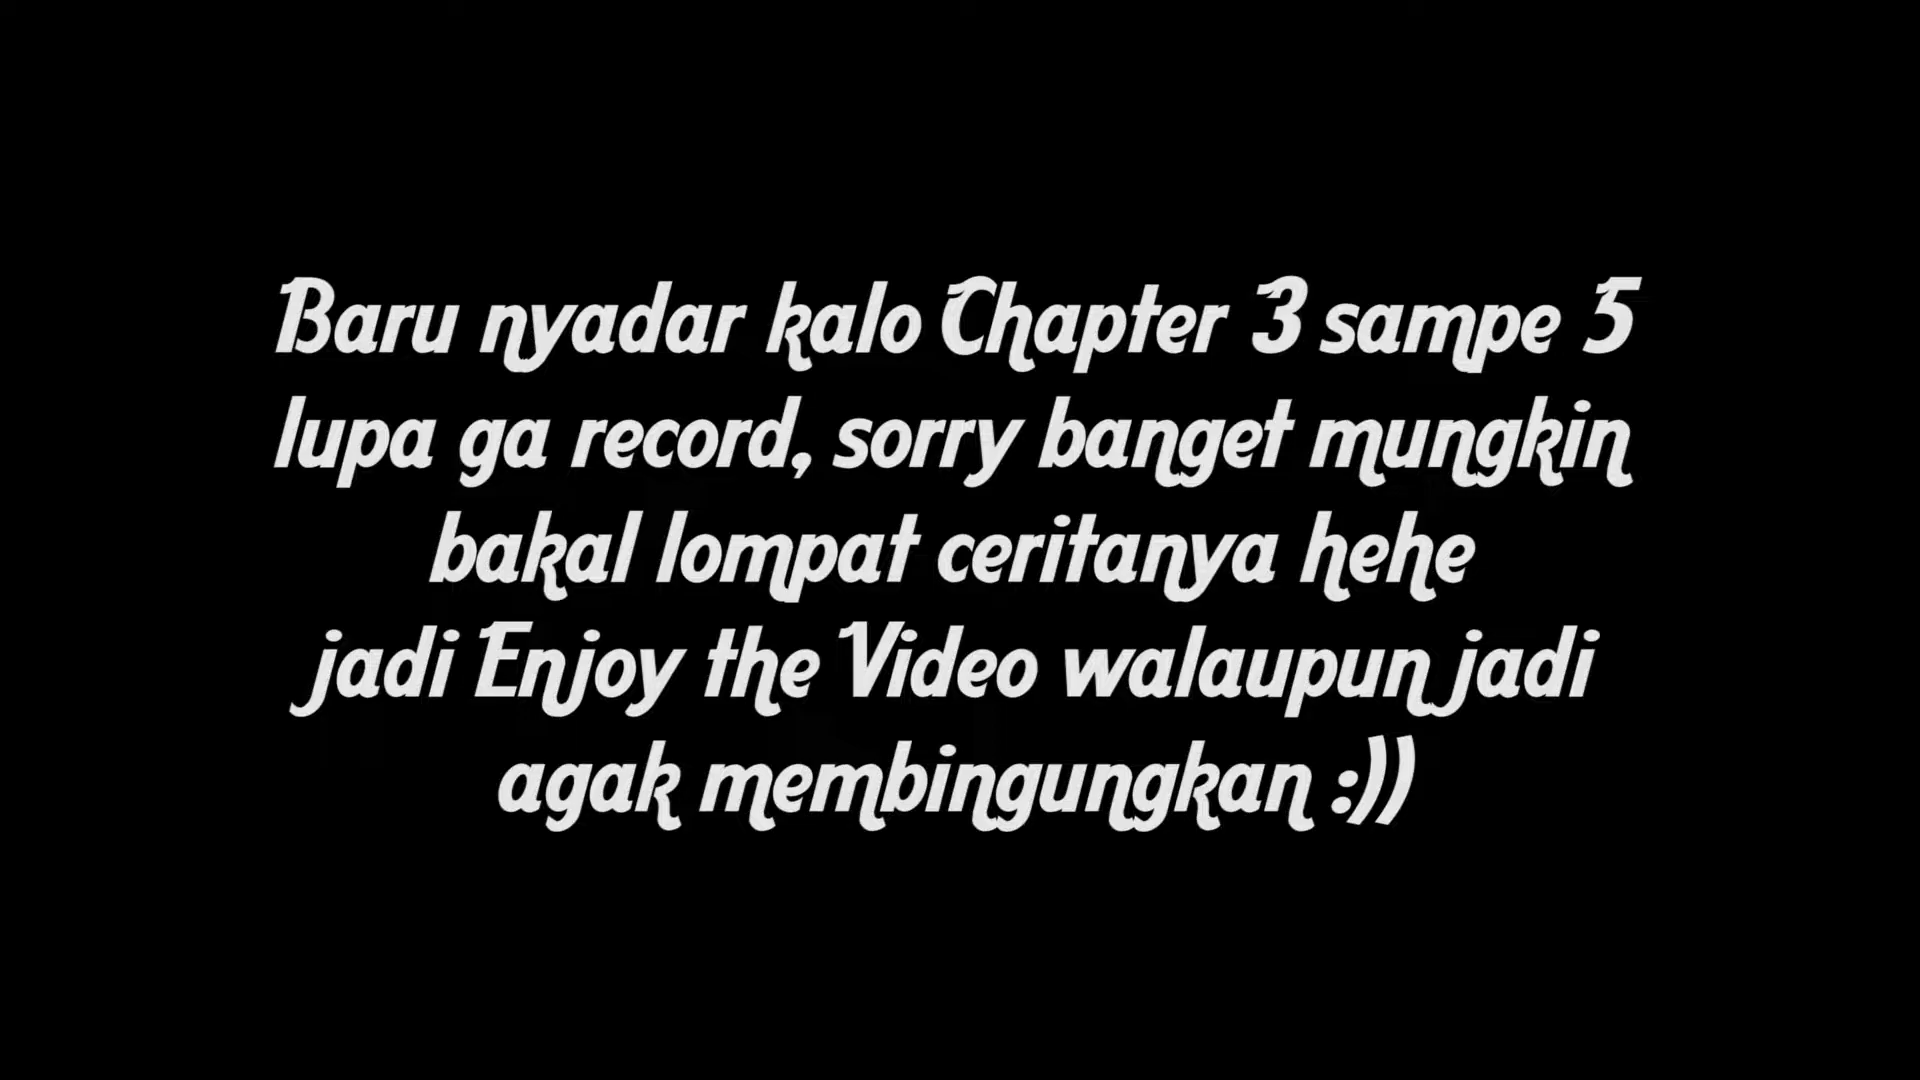 Baru nyadar kalo Chapter 3 sampe 5
lupa ga record, sorry banget mungkin
bakal lompat ceritanya hehe
jadi Enjoy the Video walaupun jadi
agak membingungkan :))